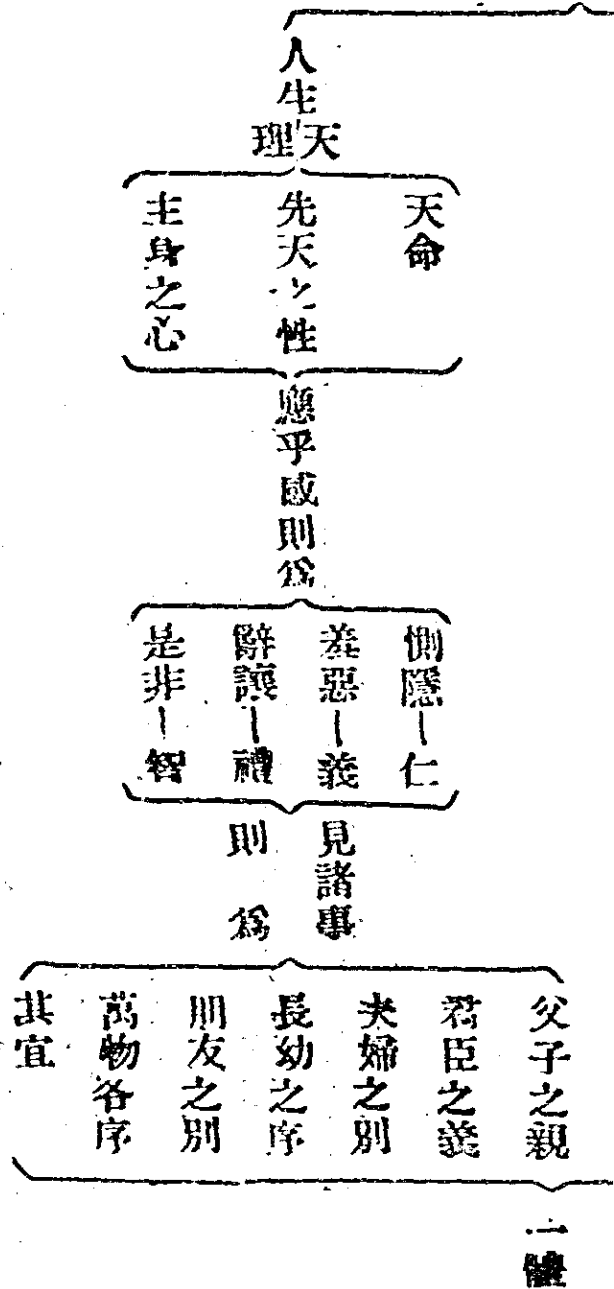 人生
天理
天命
先天之性
主身之心
應乎感則爲
惻隱—仁
羞惡—義
辭讓—禮
是非—智
見諸事
則爲
父子之親
君臣之義
夫婦之別
長幼之序
朋友之別
萬物各序
其宜
一體